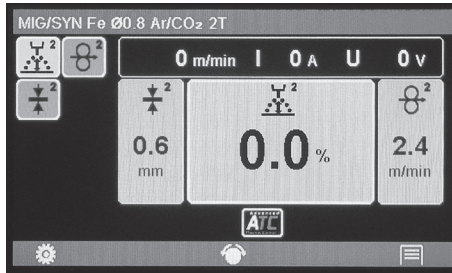 MIG/SYN Fe Ø0.8 Ar/CO₂ 2T
2 2
0 m/min I 0 A U 0 V
2
2 2 2
0.6 0.0 % 2.4
mm m/min
ATC